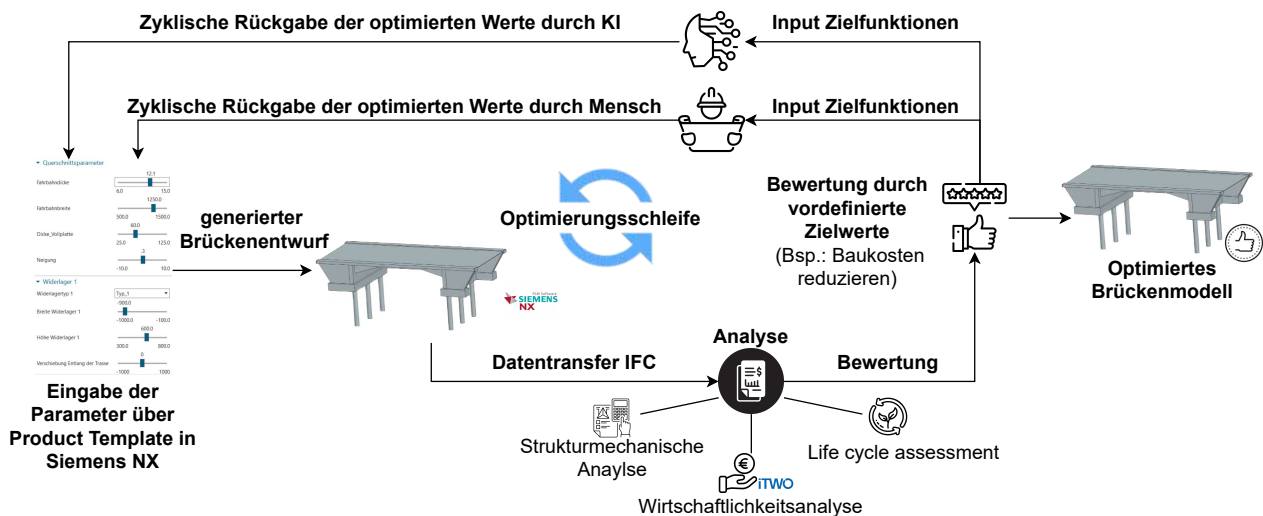 Zyklische Rückgabe der optimierten Werte durch KI
Input Zielfunktionen
Zyklische Rückgabe der optimierten Werte durch Mensch
Input Zielfunktionen
Querschnittsparameter
Fahrbahndicke
12.1
6.0 15.0
Fahrbahnbreite
1250.0
500.0 1500.0
Dicke_Vollplatte
60.0
25.0 125.0
Neigung
.3
-10.0 10.0
Widerlager 1
Widerlagertyp 1
Typ_1
Breite Widerlager 1
-900.0
-1000.0 -100.0
Höhe Widerlager 1
600.0
300.0 800.0
Verschiebung Entlang der Trasse
0
-1000 1000
Eingabe der
Parameter über
Product Template in
Siemens NX
generierter
Brückenentwurf
PLM Software
SIEMENS
NX
Optimierungsschleife
Bewertung durch
vordefinierte
Zielwerte
(Bsp.: Baukosten
reduzieren)
Optimiertes
Brückenmodell
Datentransfer IFC
Analyse
Bewertung
$
Strukturmechanische
Anaylse
€
iTWO
Wirtschaftlichkeitsanalyse
Life cycle assessment